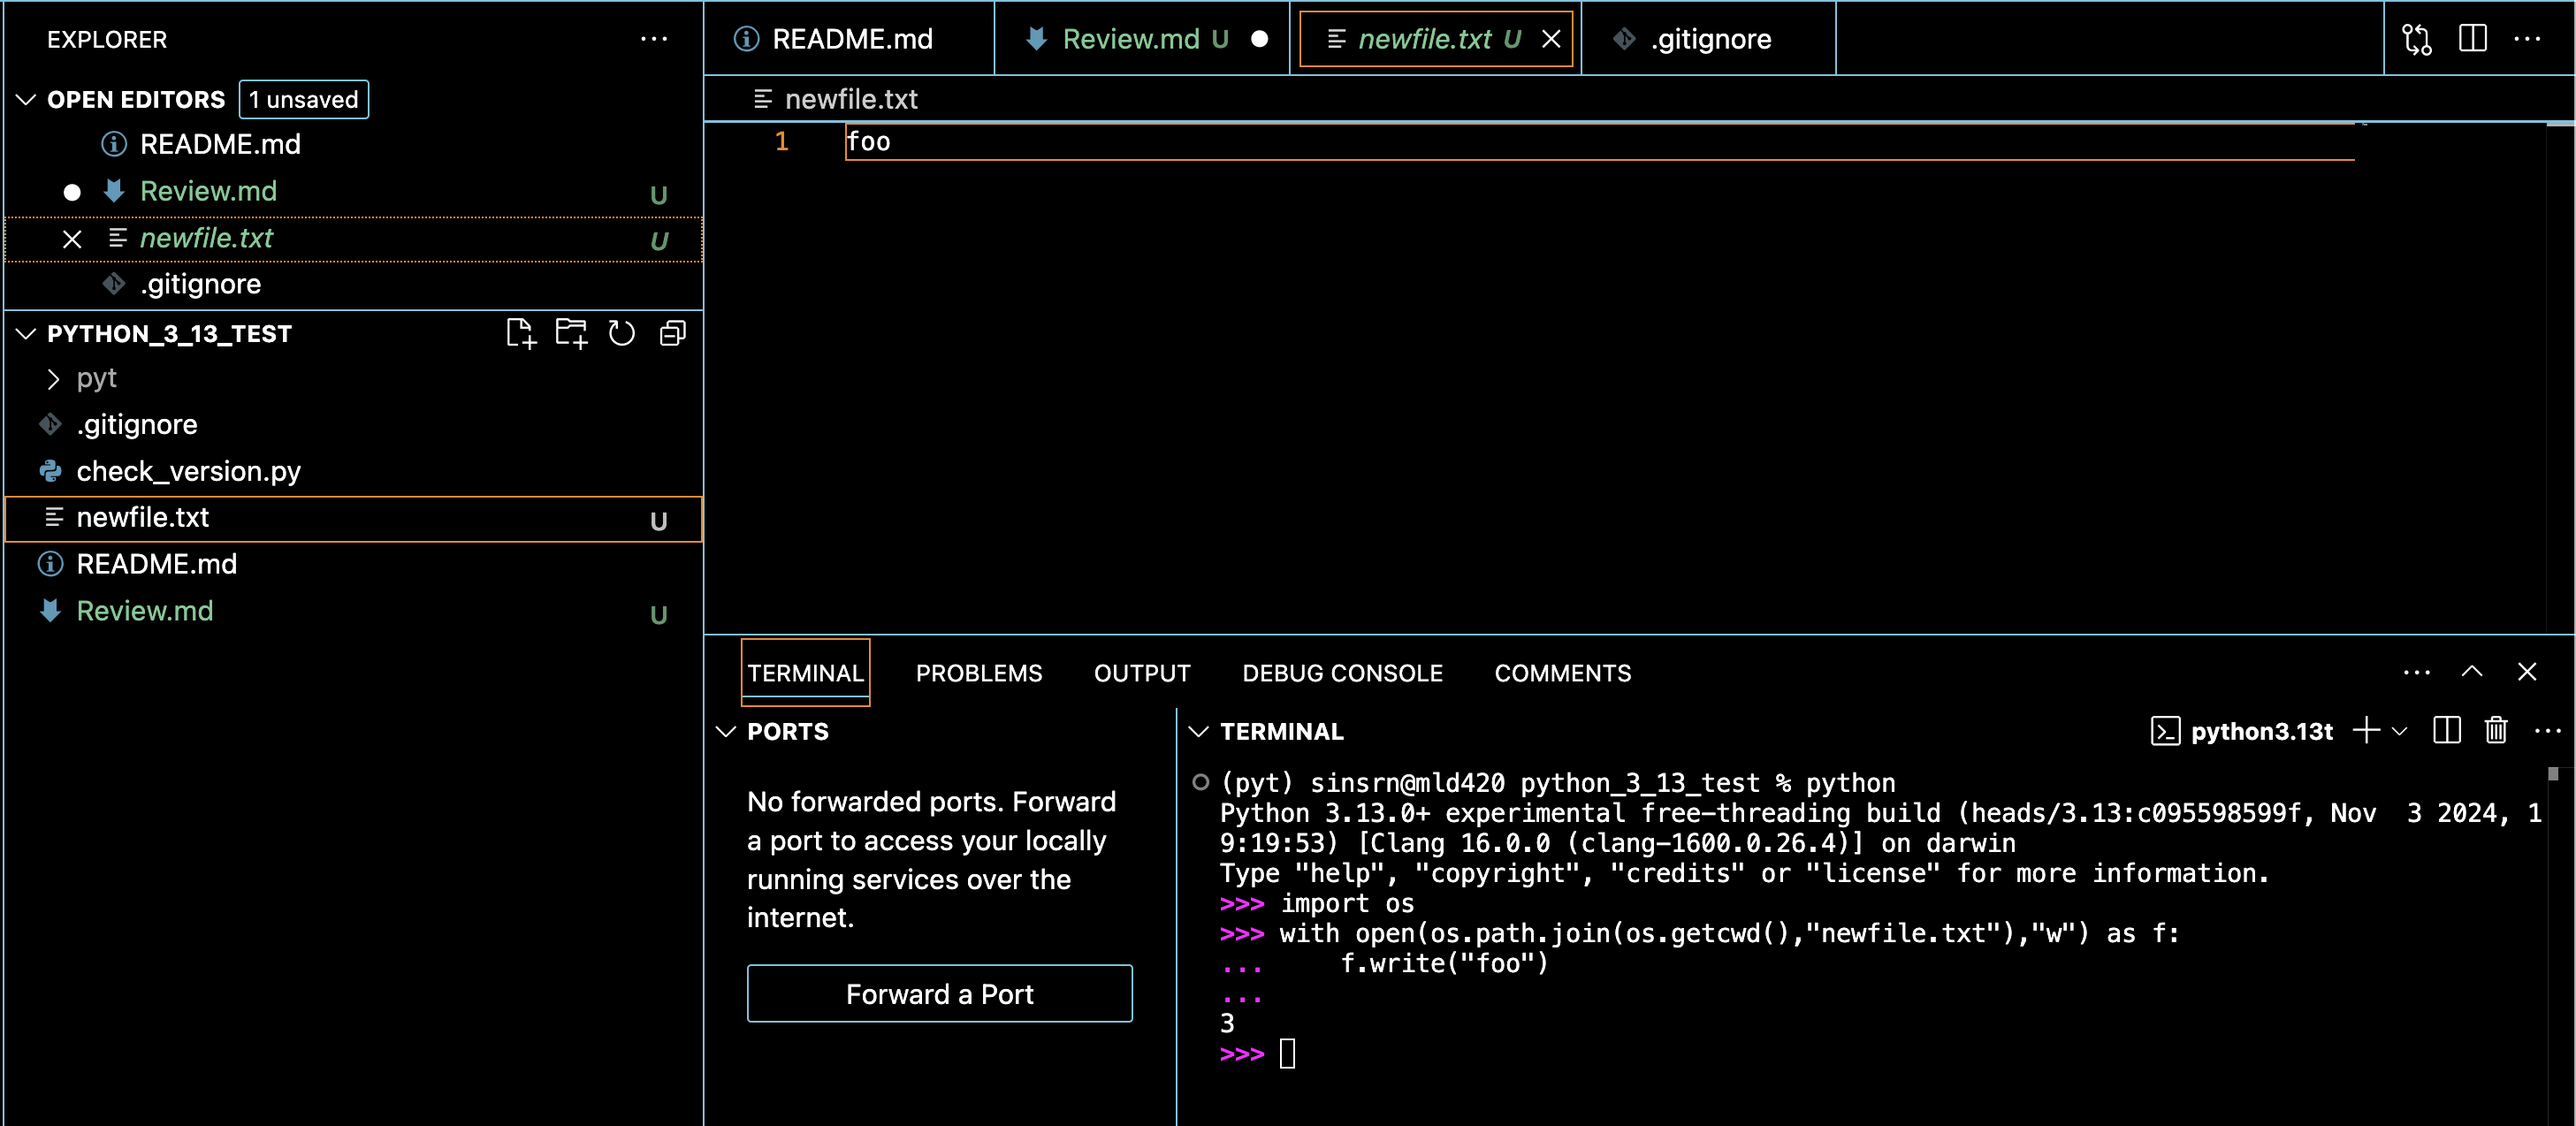 EXPLORER
OPEN EDITORS 1 unsaved
README.md
Review.md U
newfile.txt U
.gitignore
PYTHON_3_13_TEST
pyt
.gitignore
check_version.py
newfile.txt U
README.md
Review.md U
README.md Review.md U newfile.txt U .gitignore
newfile.txt
1 foo
TERMINAL PROBLEMS OUTPUT DEBUG CONSOLE COMMENTS
PORTS
No forwarded ports. Forward
a port to access your locally
running services over the
internet.
Forward a Port
TERMINAL python3.13t
(pyt) sinsrn@mld420 python_3_13_test % python
Python 3.13.0+ experimental free-threading build (heads/3.13:c095598599f, Nov  3 2024, 1
9:19:53) [Clang 16.0.0 (clang-1600.0.26.4)] on darwin
Type "help", "copyright", "credits" or "license" for more information.
>>> import os
>>> with open(os.path.join(os.getcwd(),"newfile.txt"),"w") as f:
...     f.write("foo")
...
3
>>>